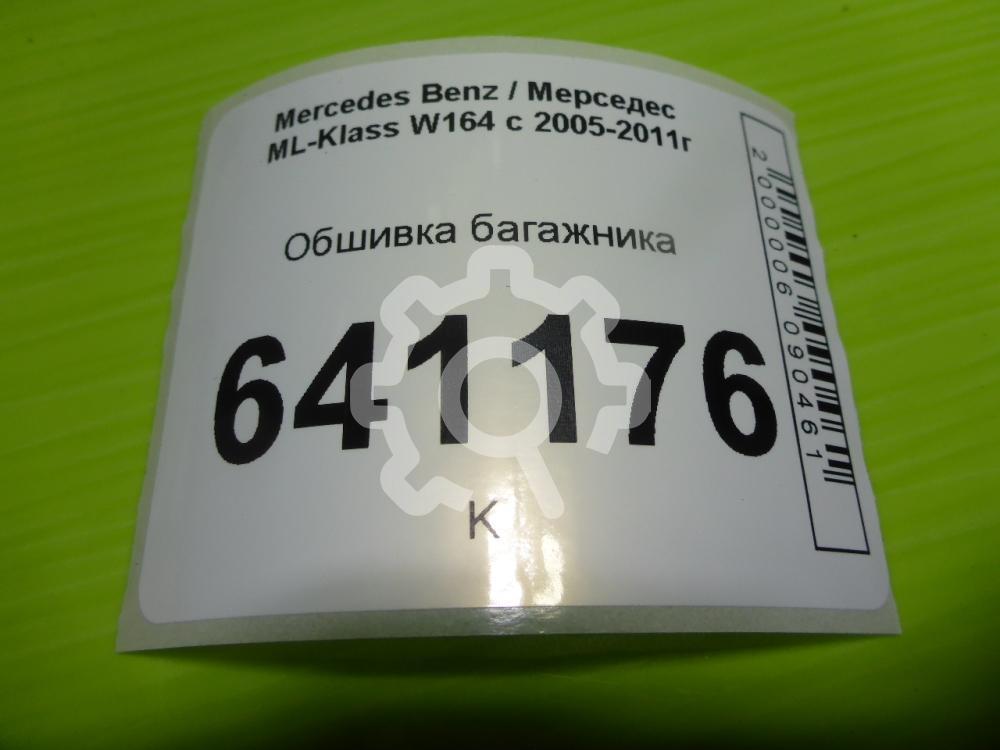 Mercedes Benz / Мерседес
ML-Klass W164 с 2005-2011г
Обшивка багажника
641176
К
2000006090461